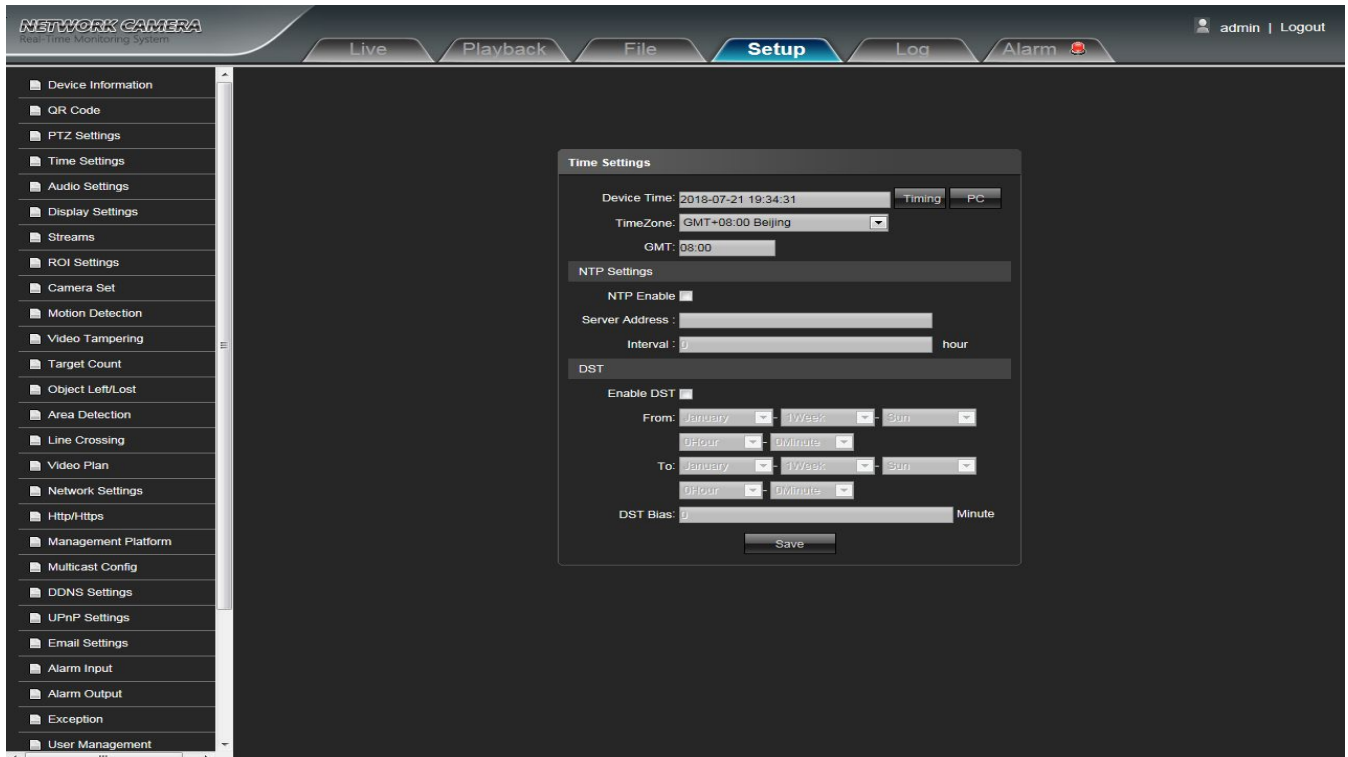 NETWORK CAMERA
Real-Time Monitoring System
admin | Logout
Live
Playback
File
Setup
Log
Alarm
Device Information
QR Code
PTZ Settings
Time Settings
Audio Settings
Display Settings
Streams
ROI Settings
Camera Set
Motion Detection
Video Tampering
Target Count
Object Left/Lost
Area Detection
Line Crossing
Video Plan
Network Settings
Http/Https
Management Platform
Multicast Config
DDNS Settings
UPnP Settings
Email Settings
Alarm Input
Alarm Output
Exception
User Management
Time Settings
Device Time: 2018-07-21 19:34:31 Timing PC
TimeZone: GMT+08:00 Beijing
GMT: 08:00
NTP Settings
NTP Enable
Server Address :
Interval : 0 hour
DST
Enable DST
From: January - 1Week - Sun
0Hour - 0Minute
To: January - 1Week - Sun
0Hour - 0Minute
DST Bias: 0 Minute
Save